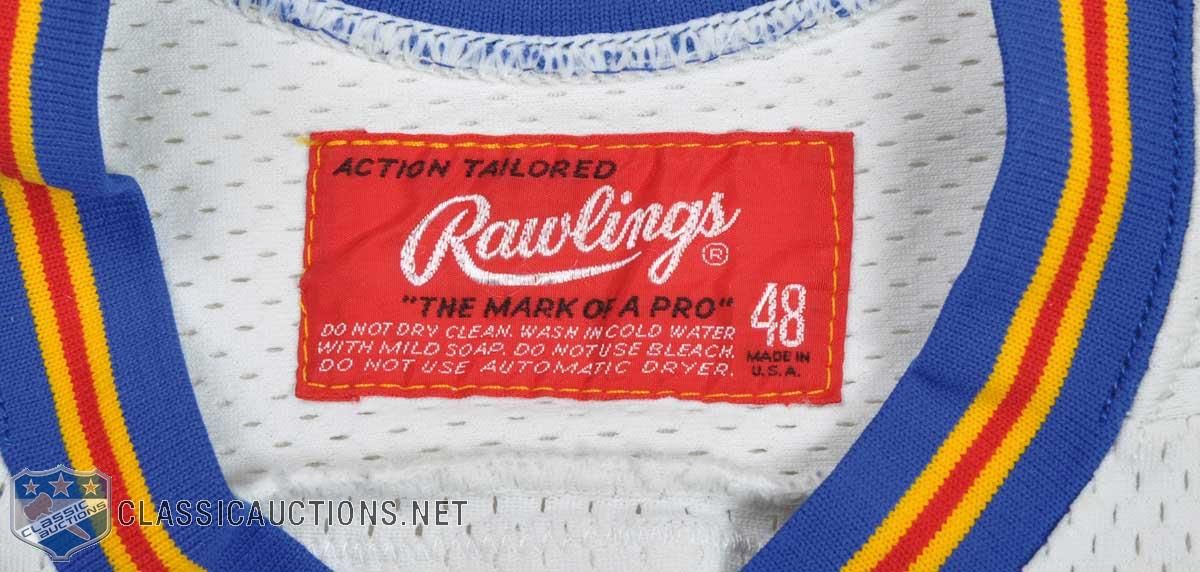 ACTION TAILORED
Rawlings ®
"THE MARK OF A PRO"
48
DO NOT DRY CLEAN. WASH IN COLD WATER
WITH MILD SOAP. DO NOT USE BLEACH.
DO NOT USE AUTOMATIC DRYER.
MADE IN
U.S.A.
CLASSIC
AUCTIONS
CLASSICAUCTIONS.NET